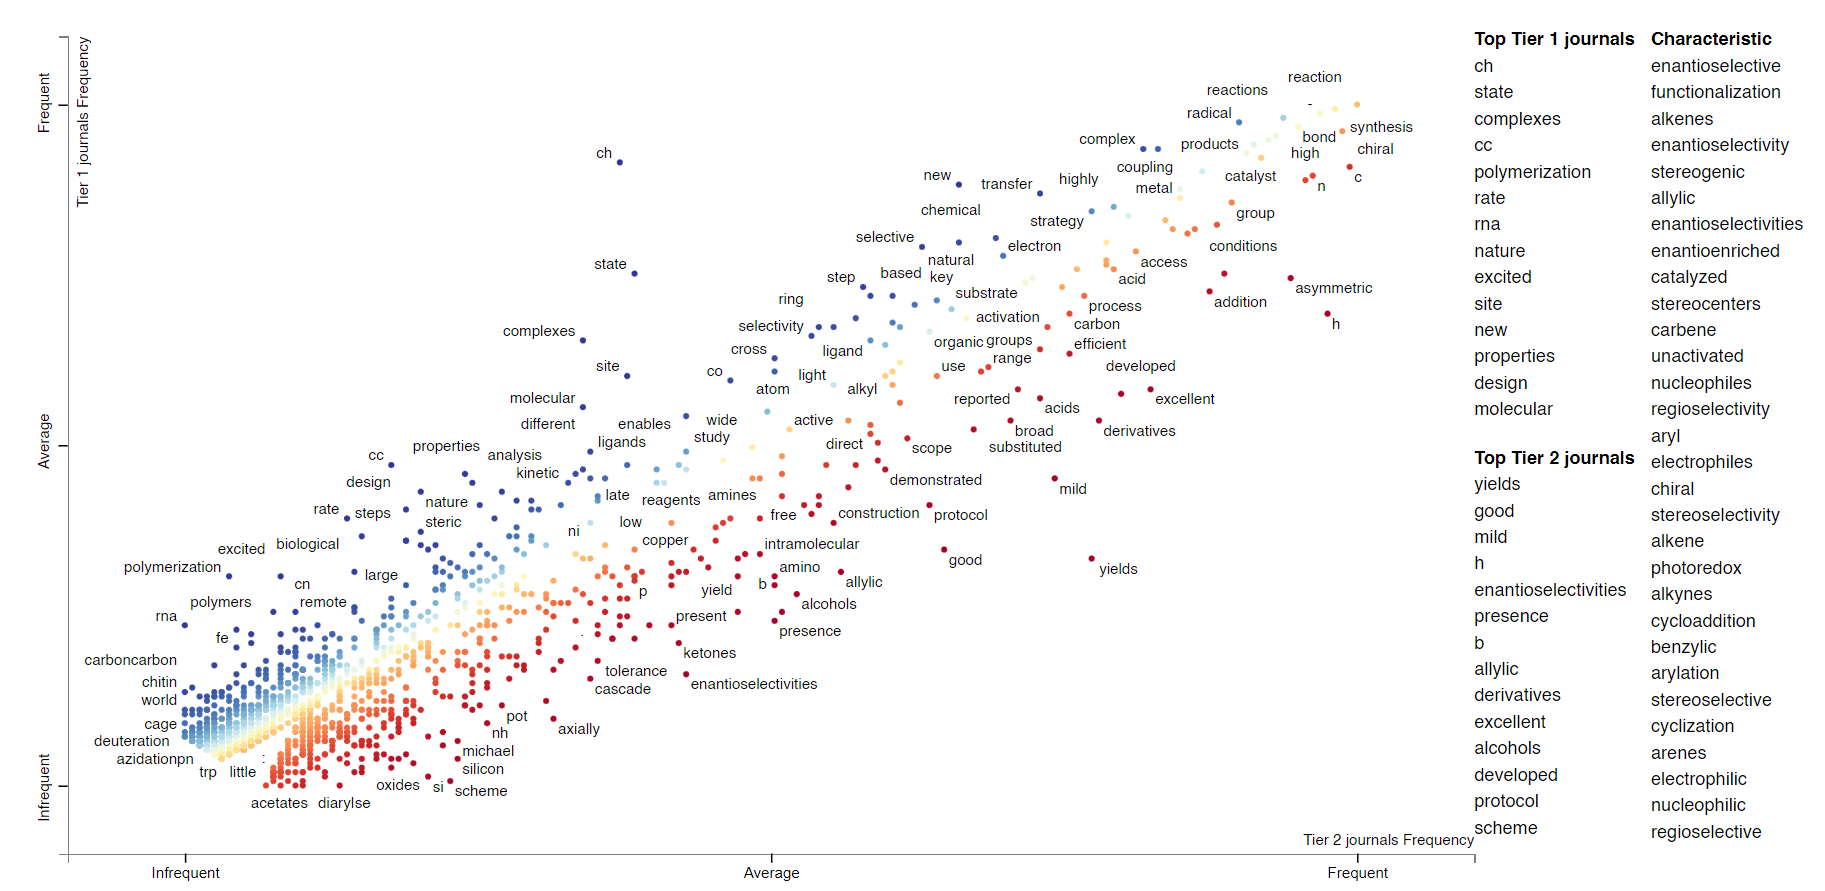 Top Tier 1 journals
ch
state
complexes
cc
polymerization
rate
rna
nature
excited
site
new
properties
design
molecular
Top Tier 2 journals
yields
good
mild
h
enantioselectivities
presence
b
allylic
derivatives
excellent
alcohols
developed
protocol
scheme
Characteristic
enantioselective
functionalization
alkenes
enantioselectivity
stereogenic
allylic
enantioselectivities
enantioenriched
catalyzed
stereocenters
carbene
unactivated
nucleophiles
regioselectivity
aryl
electrophiles
chiral
stereoselectivity
alkene
photoredox
alkynes
cycloaddition
benzylic
arylation
stereoselective
cyclization
arenes
electrophilic
nucleophilic
regioselective
Tier 1 journals Frequency
Frequent
Average
Infrequent
reaction
reactions
-
radical
synthesis
bond
complex
products
chiral
high
ch
coupling
catalyst
c
new
transfer
highly
metal
n
chemical
strategy
group
selective
electron
conditions
natural
access
state
step
based
key
acid
asymmetric
substrate
ring
addition
process
selectivity
activation
carbon
h
complexes
organic
groups
efficient
cross
ligand
range
site
co
light
use
developed
atom
alkyl
molecular
reported
acids
excellent
different
enables
wide
active
broad
derivatives
ligands
study
direct
scope
substituted
properties
analysis
cc
kinetic
demonstrated
design
late
reagents
amines
mild
nature
rate
steps
steric
low
free
construction
protocol
ni
biological
copper
intramolecular
excited
good
polymerization
large
amino
yields
cn
yield
b
allylic
p
polymers
remote
alcohols
rna
present
presence
fe
.
ketones
carboncarbon
tolerance
chitin
cascade
enantioselectivities
world
pot
cage
nh
axially
deuteration
michael
azidationpn
:
silicon
trp
little
oxides
si
scheme
acetates
diarylse
Tier 2 journals Frequency
Infrequent
Average
Frequent